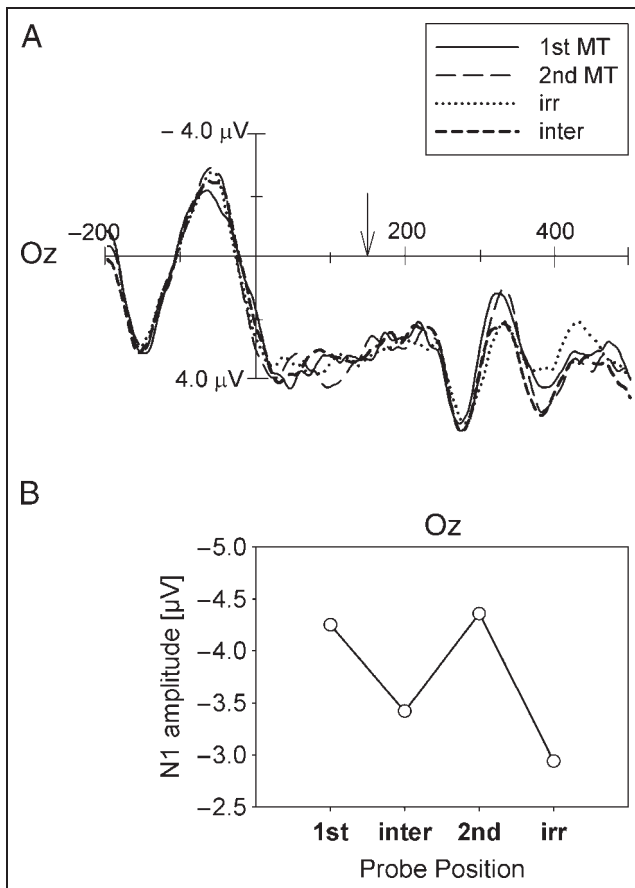 A
1st MT
2nd MT
irr
inter
– 4.0 µV
–200
200
400
Oz
4.0 µV
B
Oz
–5.0
–4.5
–4.0
–3.5
–3.0
–2.5
N1 amplitude [µV]
1st inter 2nd irr
Probe Position